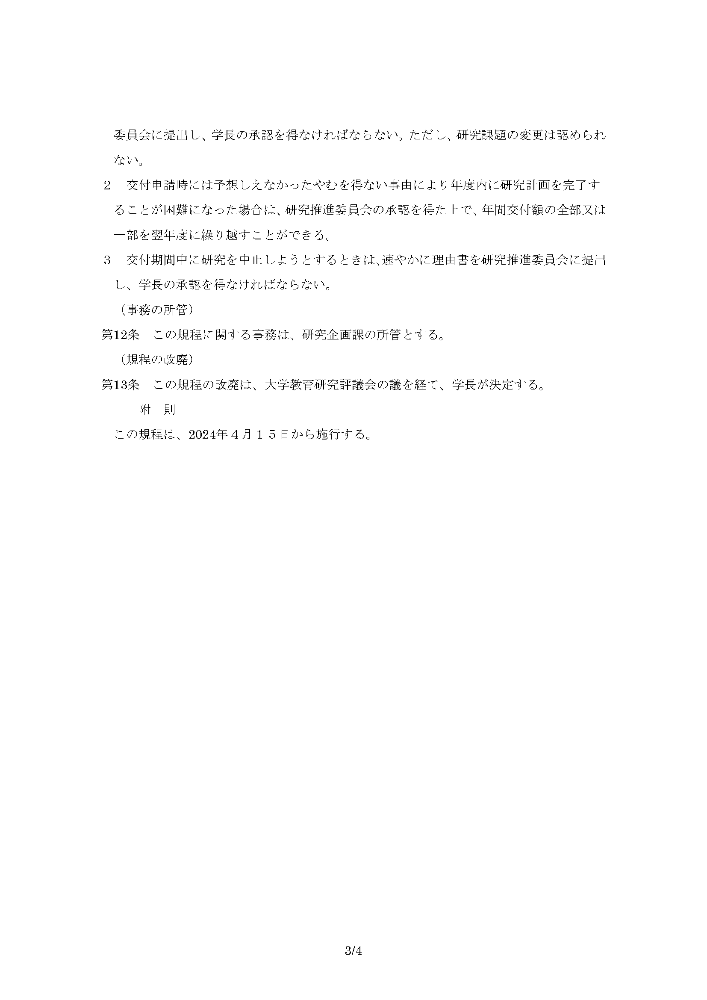 委員会に提出し、学長の承認を得なければならない。ただし、研究課題の変更は認められ
ない。
２　交付申請時には予想しえなかったやむを得ない事由により年度内に研究計画を完了す
ることが困難になった場合は、研究推進委員会の承認を得た上で、年間交付額の全部又は
一部を翌年度に繰り越すことができる。
３　交付期間中に研究を中止しようとするときは、速やかに理由書を研究推進委員会に提出
し、学長の承認を得なければならない。
（事務の所管）
第12条　この規程に関する事務は、研究企画課の所管とする。
（規程の改廃）
第13条　この規程の改廃は、大学教育研究評議会の議を経て、学長が決定する。
附　則
この規程は、2024年４月１５日から施行する。
3/4